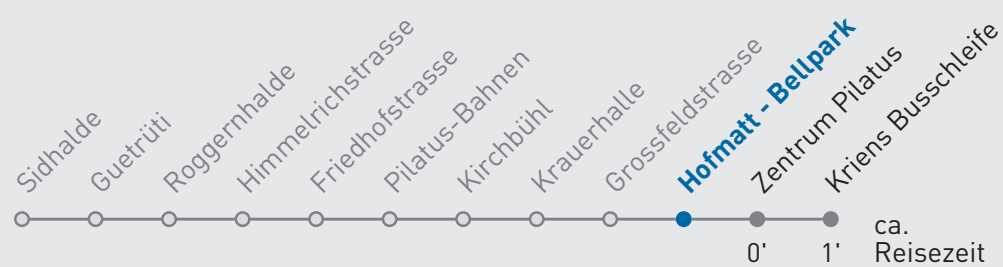 Sidhalde
Guetrüti
Roggernhalde
Himmelrichstrasse
Friedhofstrasse
Pilatus-Bahnen
Kirchbühl
Krauerhalle
Grossfeldstrasse
Hofmatt - Bellpark
Zentrum Pilatus
Kriens Busschleife
ca.
0' 1' Reisezeit